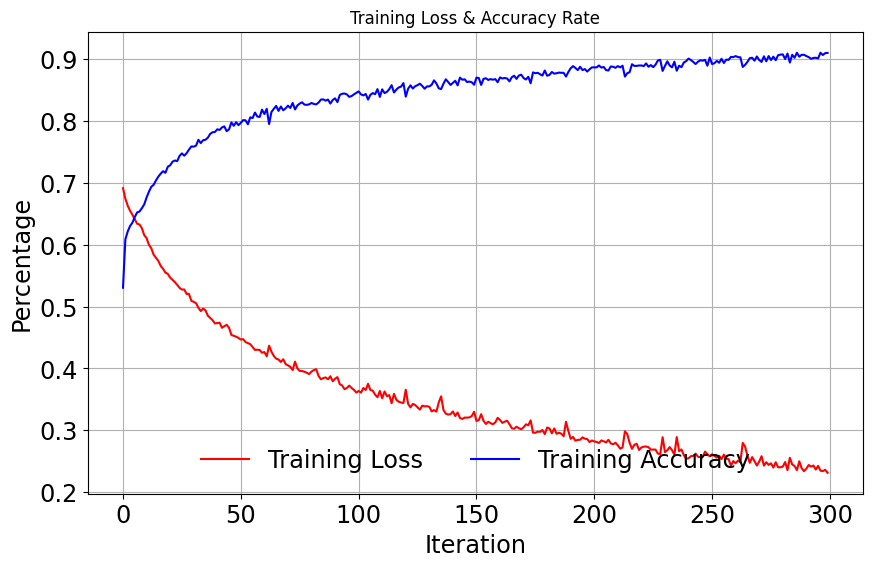 Training Loss & Accuracy Rate
Percentage
0.9
0.8
0.7
0.6
0.5
0.4
0.3
0.2
Training Loss
Training Accuracy
0 50 100 150 200 250 300
Iteration